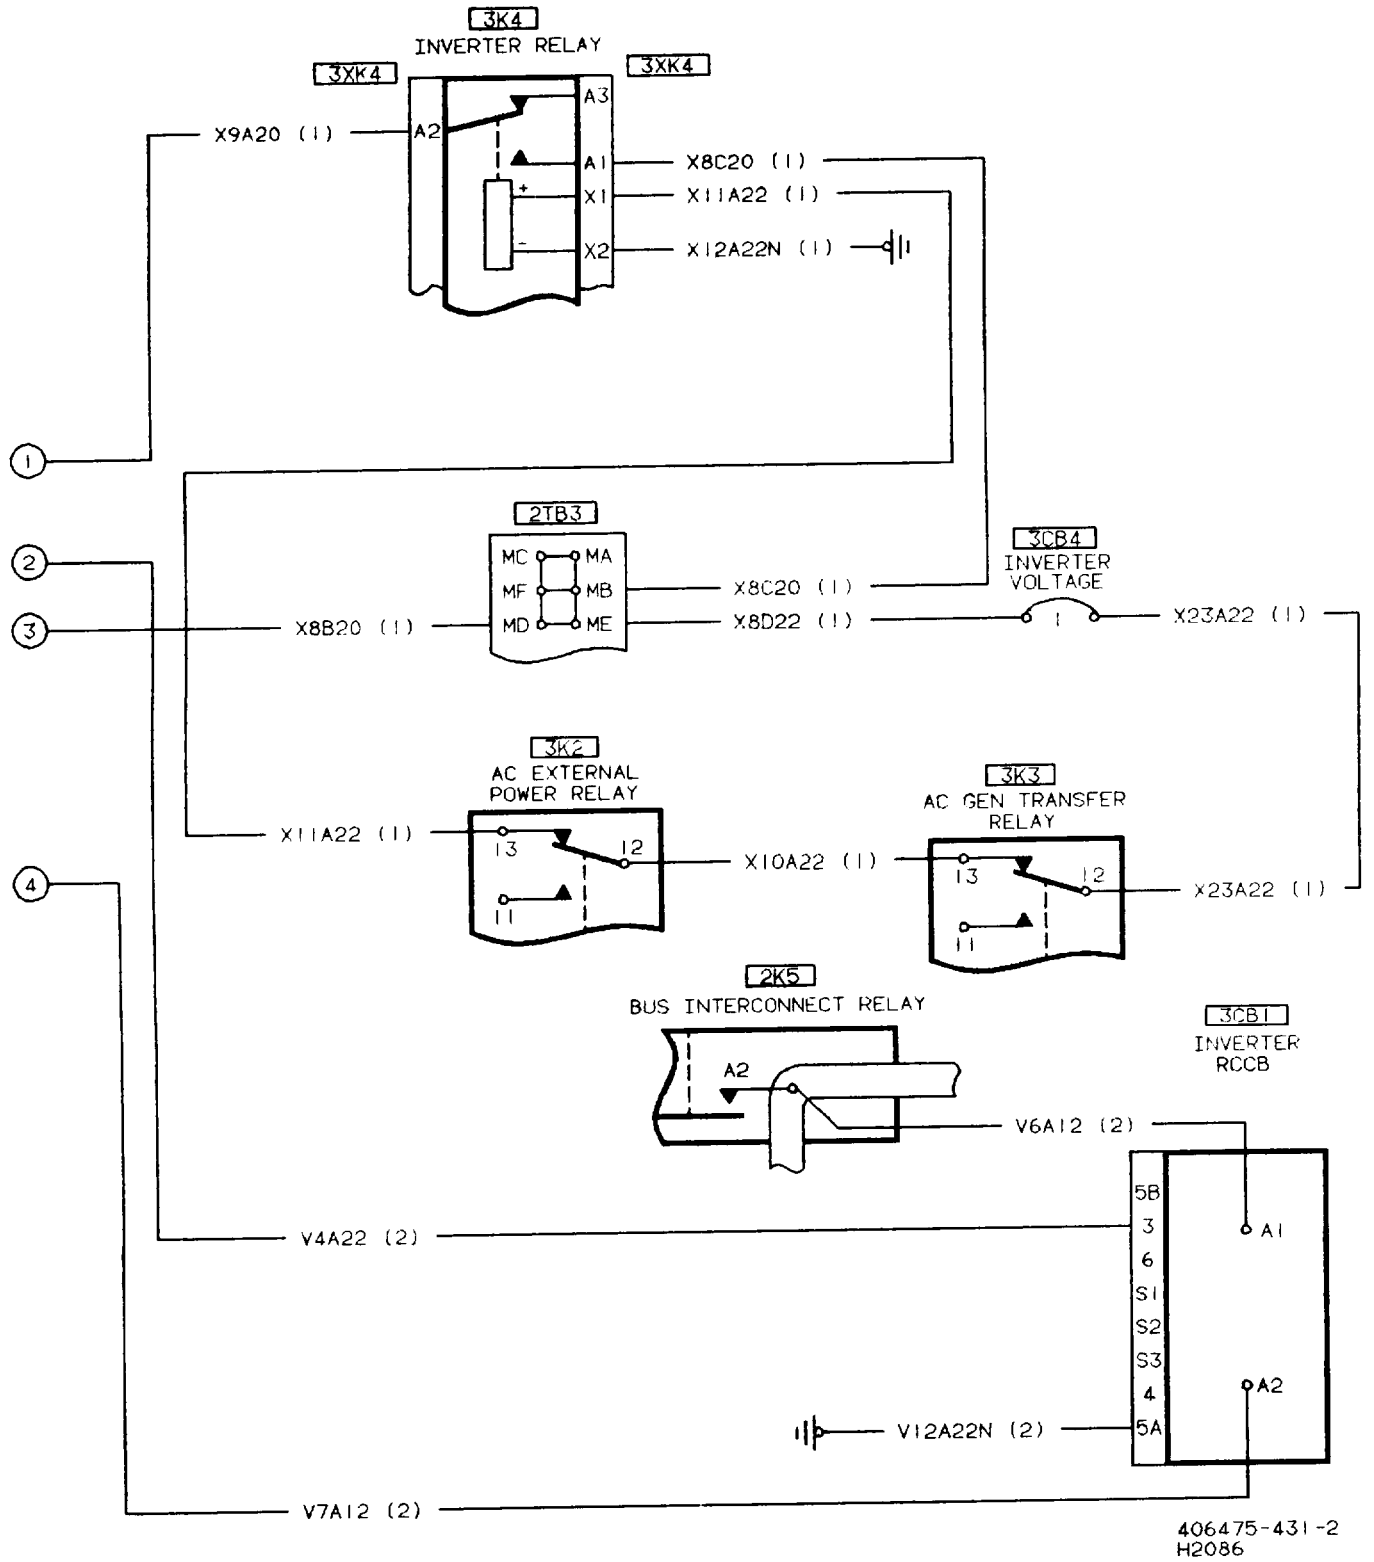 3K4
INVERTER RELAY
3XK4
3XK4
A3
A2
X9A20 (1)
A1
X8C20 (1)
+
X1
X11A22 (1)
-
X2
X12A22N (1)
1
2TB3
3CB4
INVERTER
VOLTAGE
2
MC
MA
MF
MB
X8C20 (1)
3
X8B20 (1)
MD
ME
X8D22 (1)
1
X23A22 (1)
3K2
AC EXTERNAL
POWER RELAY
3K3
AC GEN TRANSFER
RELAY
X11A22 (1)
13
12
11
X10A22 (1)
13
12
11
X23A22 (1)
4
2K5
BUS INTERCONNECT RELAY
3CB1
INVERTER
RCCB
A2
V6A12 (2)
5B
3
A1
V4A22 (2)
6
S1
S2
S3
4
A2
5A
V12A22N (2)
V7A12 (2)
406475-431-2
H2086